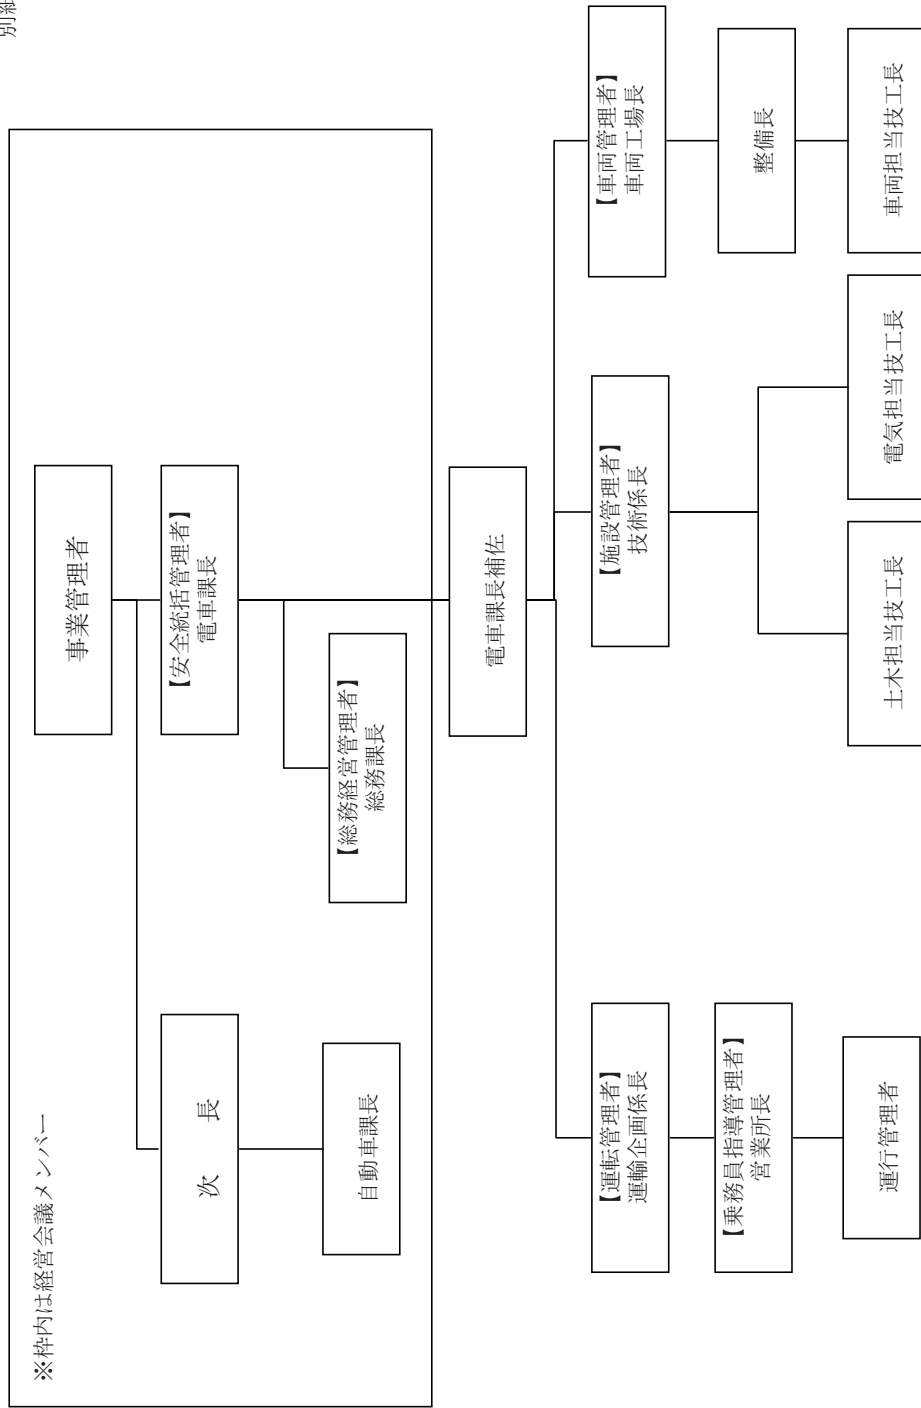 別紙
※枠内は経営会議メンバー
事業管理者
次　　長
【安全統括管理者】
電車課長
自動車課長
【総務経営管理者】
総務課長
電車課長補佐
【運転管理者】
運輸企画係長
【施設管理者】
技術係長
【車両管理者】
車両工場長
【乗務員指導管理者】
営業所長
整備長
運行管理者
土木担当技工長
電気担当技工長
車両担当技工長